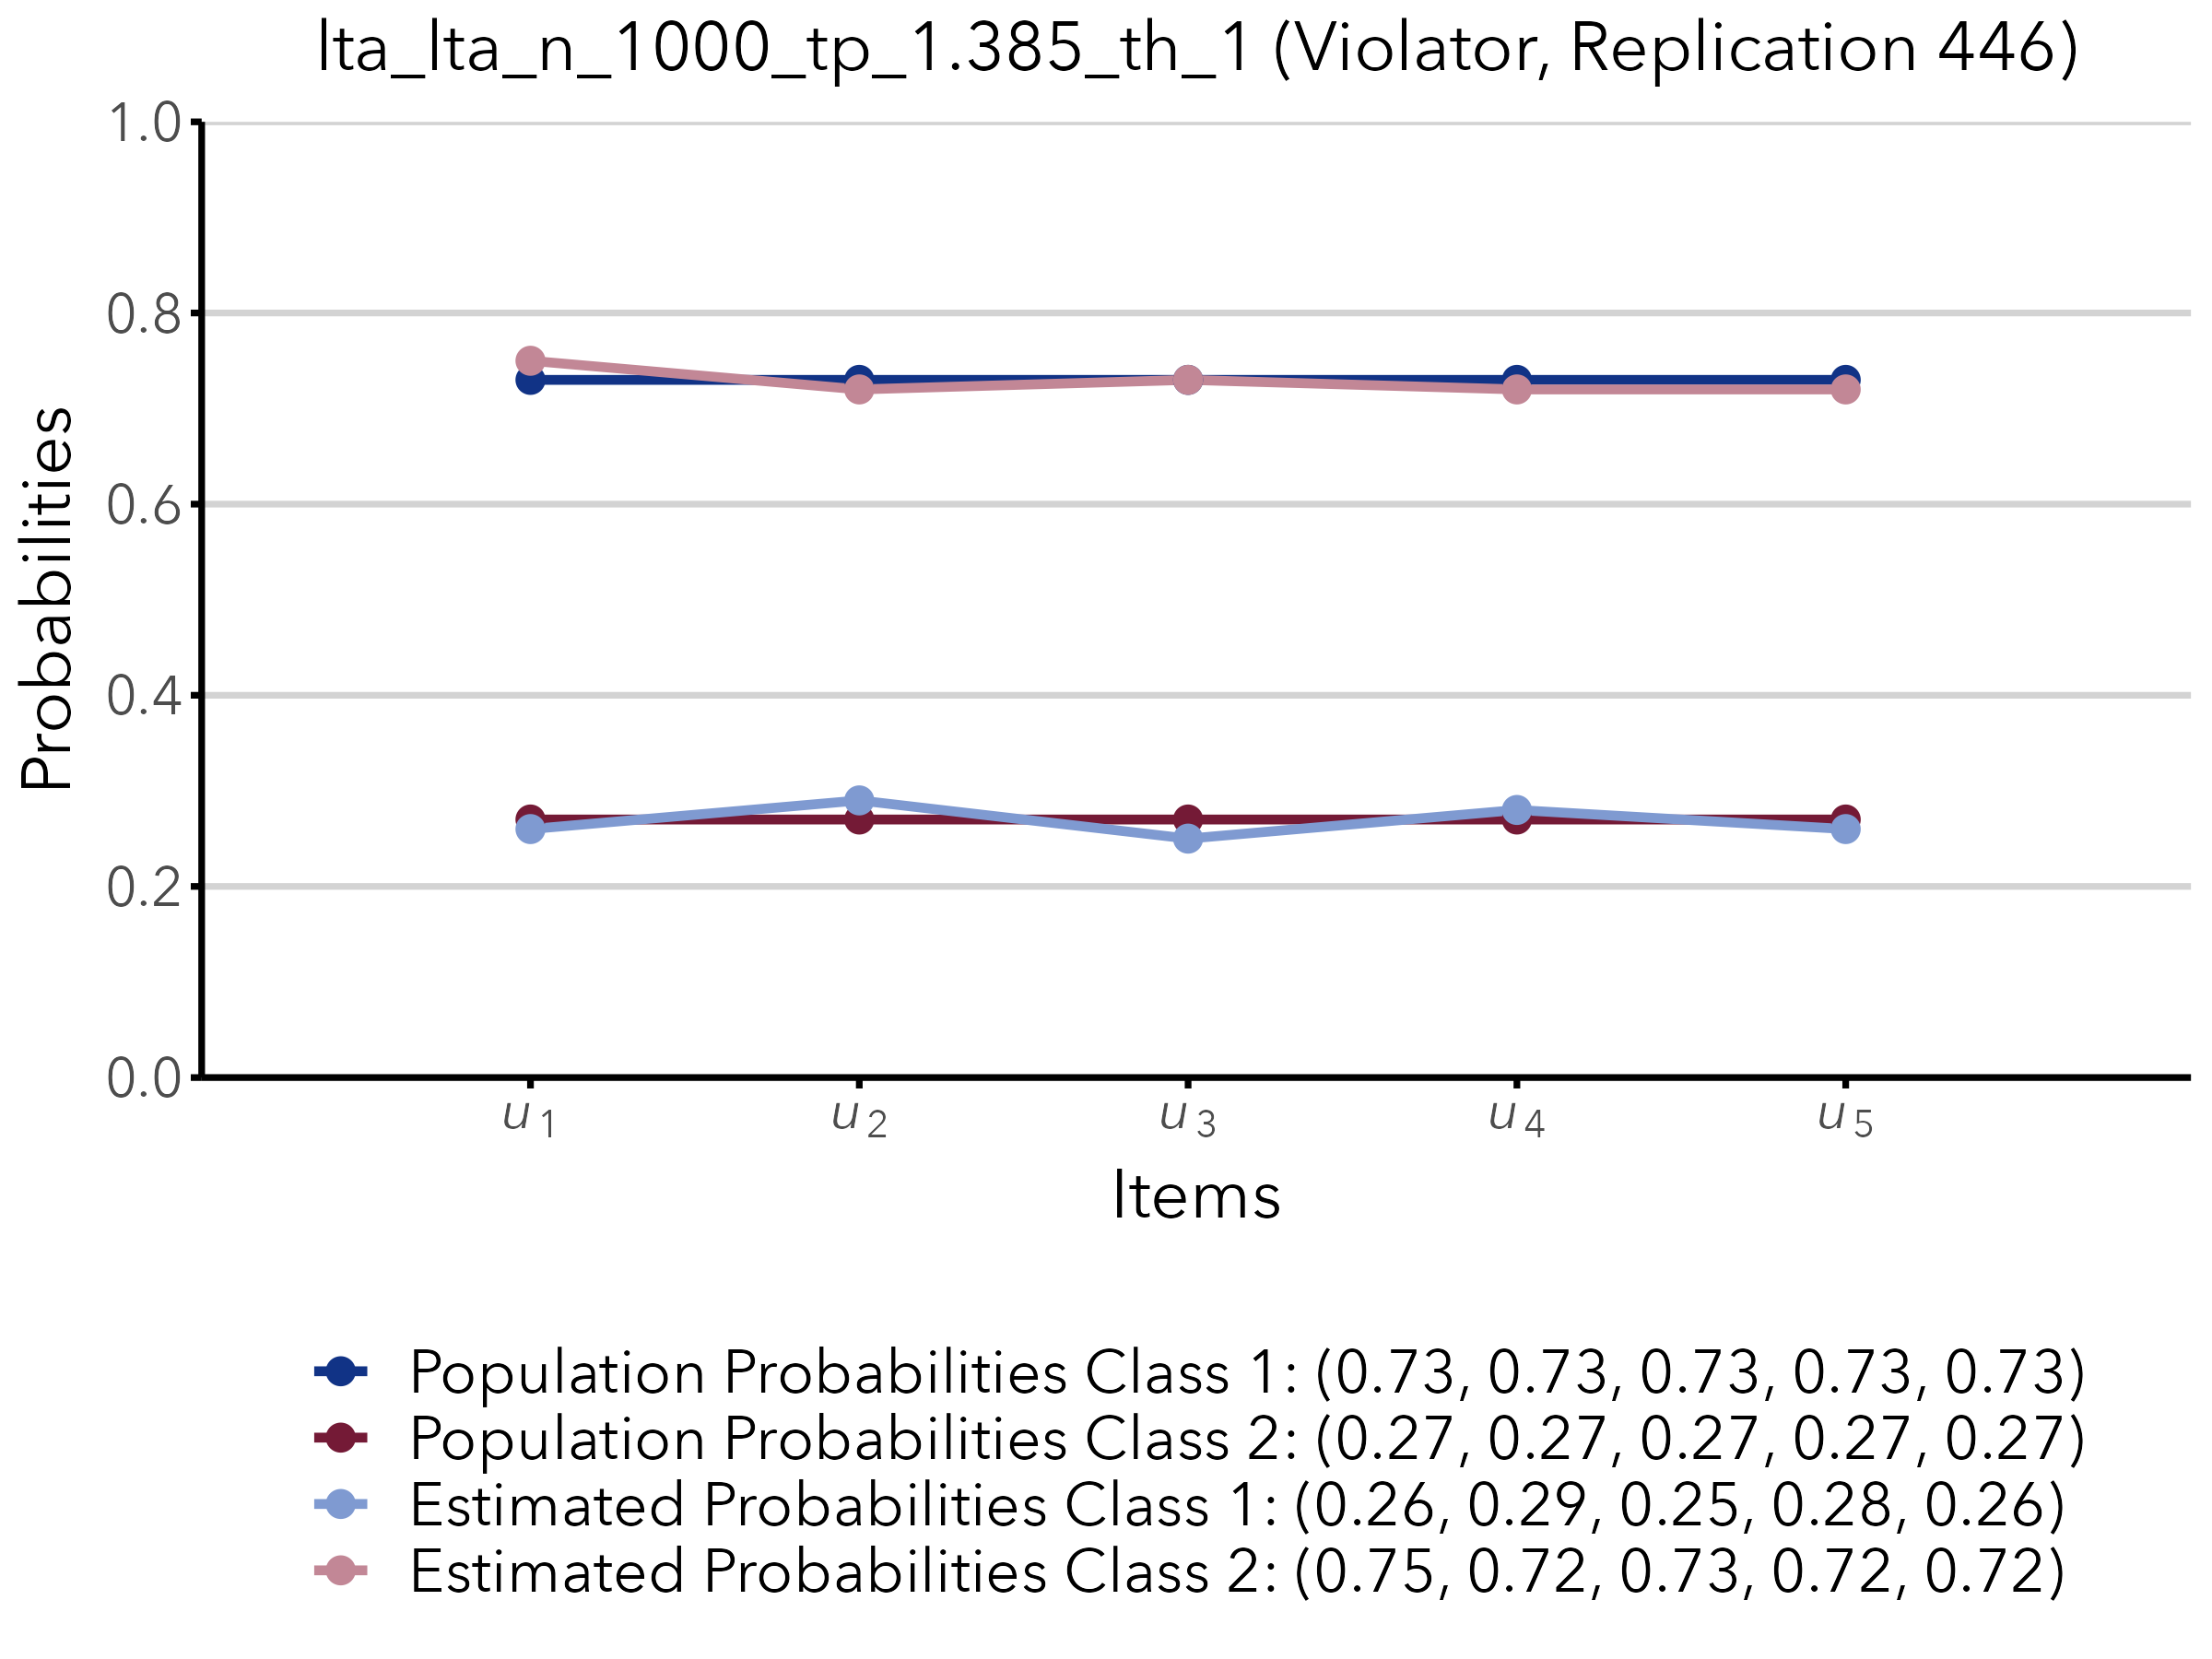 lta_lta_n_1000_tp_1.385_th_1 (Violator, Replication 446)
1.0
0.8
0.6
0.4
0.2
0.0
Probabilities
u1 u2 u3 u4 u5
Items
Population Probabilities Class 1: (0.73, 0.73, 0.73, 0.73, 0.73)
Population Probabilities Class 2: (0.27, 0.27, 0.27, 0.27, 0.27)
Estimated Probabilities Class 1: (0.26, 0.29, 0.25, 0.28, 0.26)
Estimated Probabilities Class 2: (0.75, 0.72, 0.73, 0.72, 0.72)